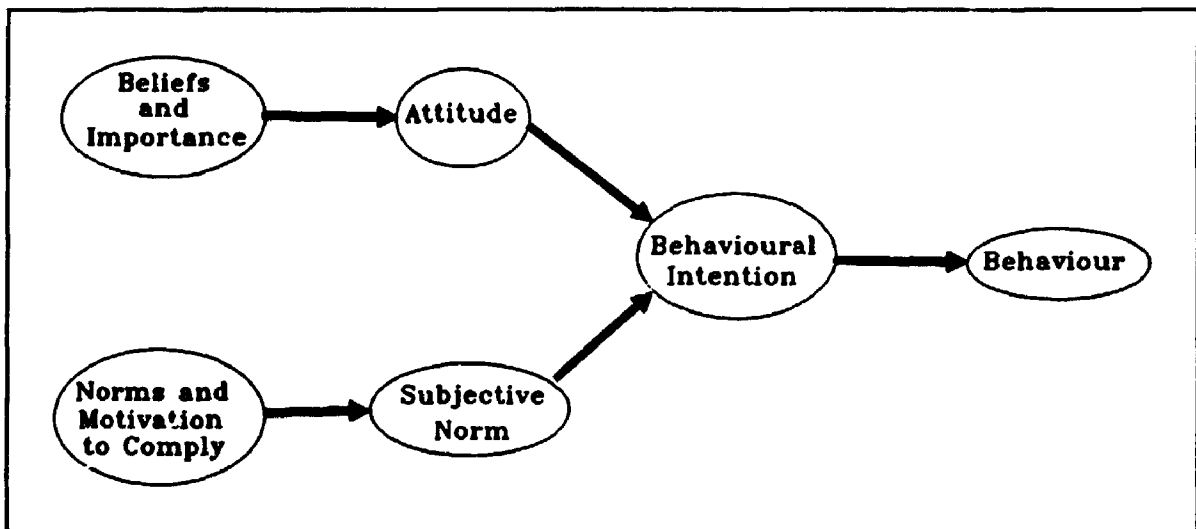 Beliefs
and
Importance
Attitude
Behavioural
Intention
Behaviour
Norms and
Motivation
to Comply
Subjective
Norm